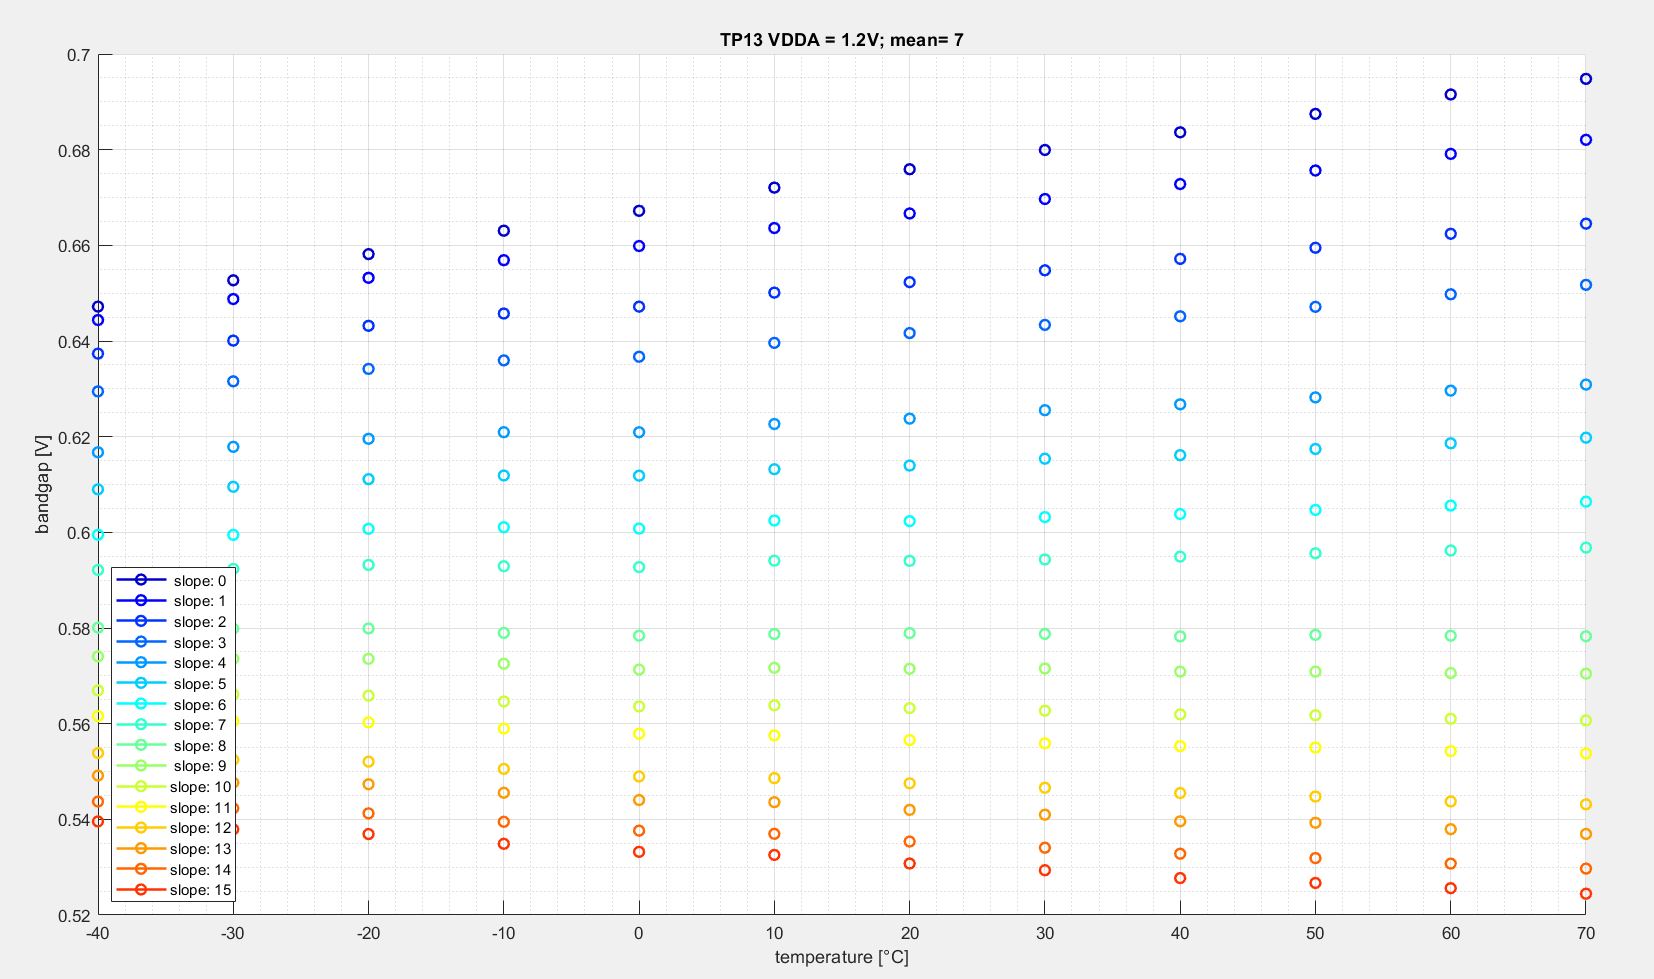 TP13 VDDA = 1.2V; mean= 7
0.7
0.68
0.66
0.64
0.62
0.6
0.58
0.56
0.54
0.52
bandgap [V]
slope: 0
slope: 1
slope: 2
slope: 3
slope: 4
slope: 5
slope: 6
slope: 7
slope: 8
slope: 9
slope: 10
slope: 11
slope: 12
slope: 13
slope: 14
slope: 15
-40 -30 -20 -10 0 10 20 30 40 50 60 70
temperature [°C]